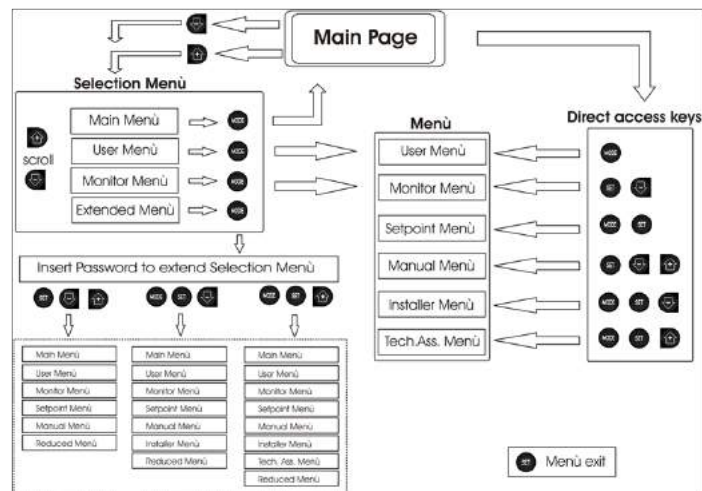 Main Page
Selection Menù
Main Menù
MODE
User Menù
MODE
Monitor Menù
MODE
Extended Menù
MODE
scroll
Insert Password to extend Selection Menù
SET
MODE SET
MODE SET
Main Menù
User Menù
Monitor Menù
Setpoint Menù
Manual Menù
Reduced Menù
Main Menù
User Menù
Monitor Menù
Setpoint Menù
Manual Menù
Installer Menù
Reduced Menù
Main Menù
User Menù
Monitor Menù
Setpoint Menù
Manual Menù
Installer Menù
Tech. Ass. Menù
Reduced Menù
Menù
User Menù
Monitor Menù
Setpoint Menù
Manual Menù
Installer Menù
Tech.Ass. Menù
Direct access keys
MODE
SET
MODE SET
SET
MODE SET
MODE SET
SET Menù exit